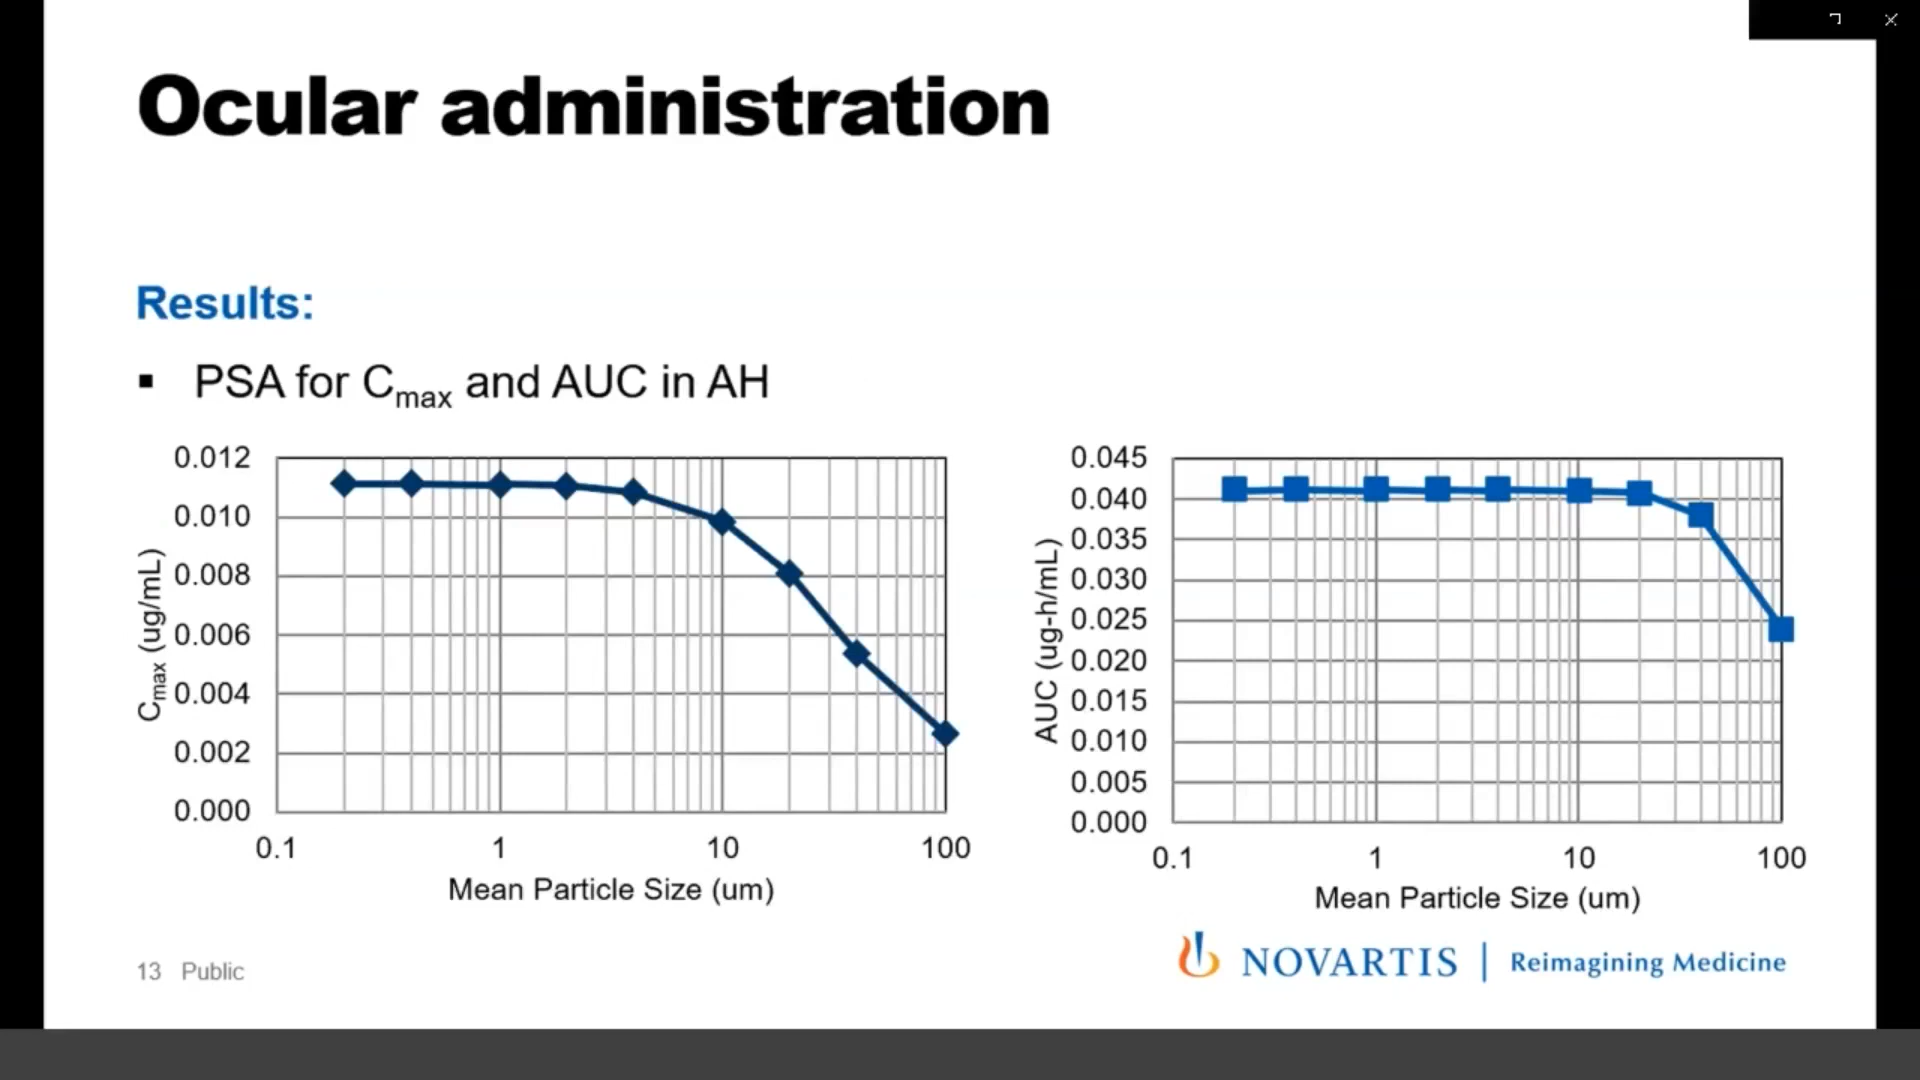 Ocular administration
Results:
▪ PSA for Cmax and AUC in AH
0.012
0.010
0.008
0.006
0.004
0.002
0.000
Cmax (ug/mL)
0.1 1 10 100
Mean Particle Size (um)
0.045
0.040
0.035
0.030
0.025
0.020
0.015
0.010
0.005
0.000
AUC (ug-h/mL)
0.1 1 10 100
Mean Particle Size (um)
13 Public
NOVARTIS | Reimagining Medicine